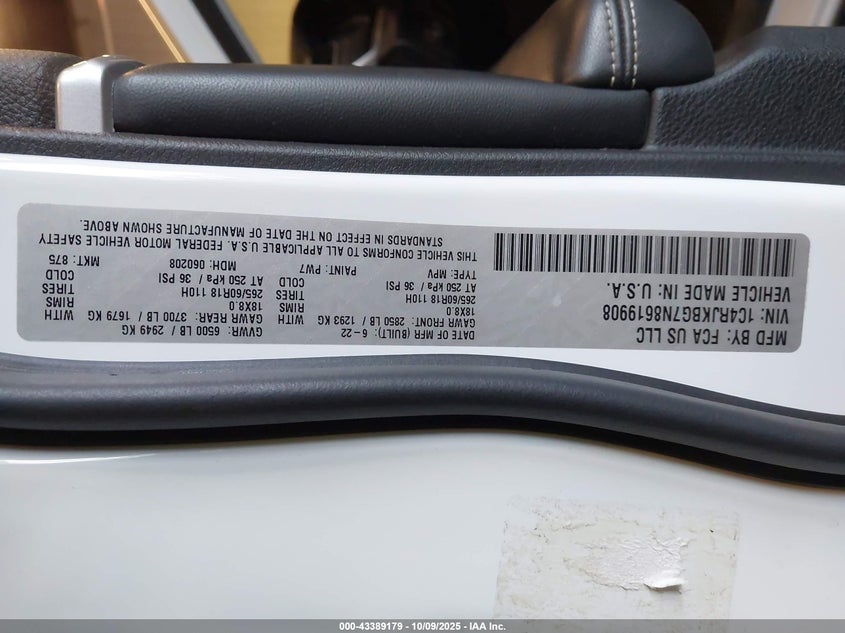 MFD BY: FCA US LLC
VIN: 1C4RJKBG7N8619908
VEHICLE MADE IN: U.S.A.
DATE OF MFR (BUILT): 6-22 GVWR: 6500 LB / 2949 KG
GAWR FRONT: 2850 LB / 1293 KG GAWR REAR: 3700 LB / 1679 KG WITH
18X8.0 RIMS 18X8.0 RIMS
265/60R18 110H TIRES 265/60R18 110H TIRES
AT 250 kPa / 36 PSI COLD AT 250 kPa / 36 PSI COLD
TYPE: MPV PAINT: PW7 MDH: 060208 MKT: 875
THIS VEHICLE CONFORMS TO ALL APPLICABLE U.S.A. FEDERAL MOTOR VEHICLE SAFETY
STANDARDS IN EFFECT ON THE DATE OF MANUFACTURE SHOWN ABOVE.
000-43389179 - 10/09/2025 - IAA Inc.